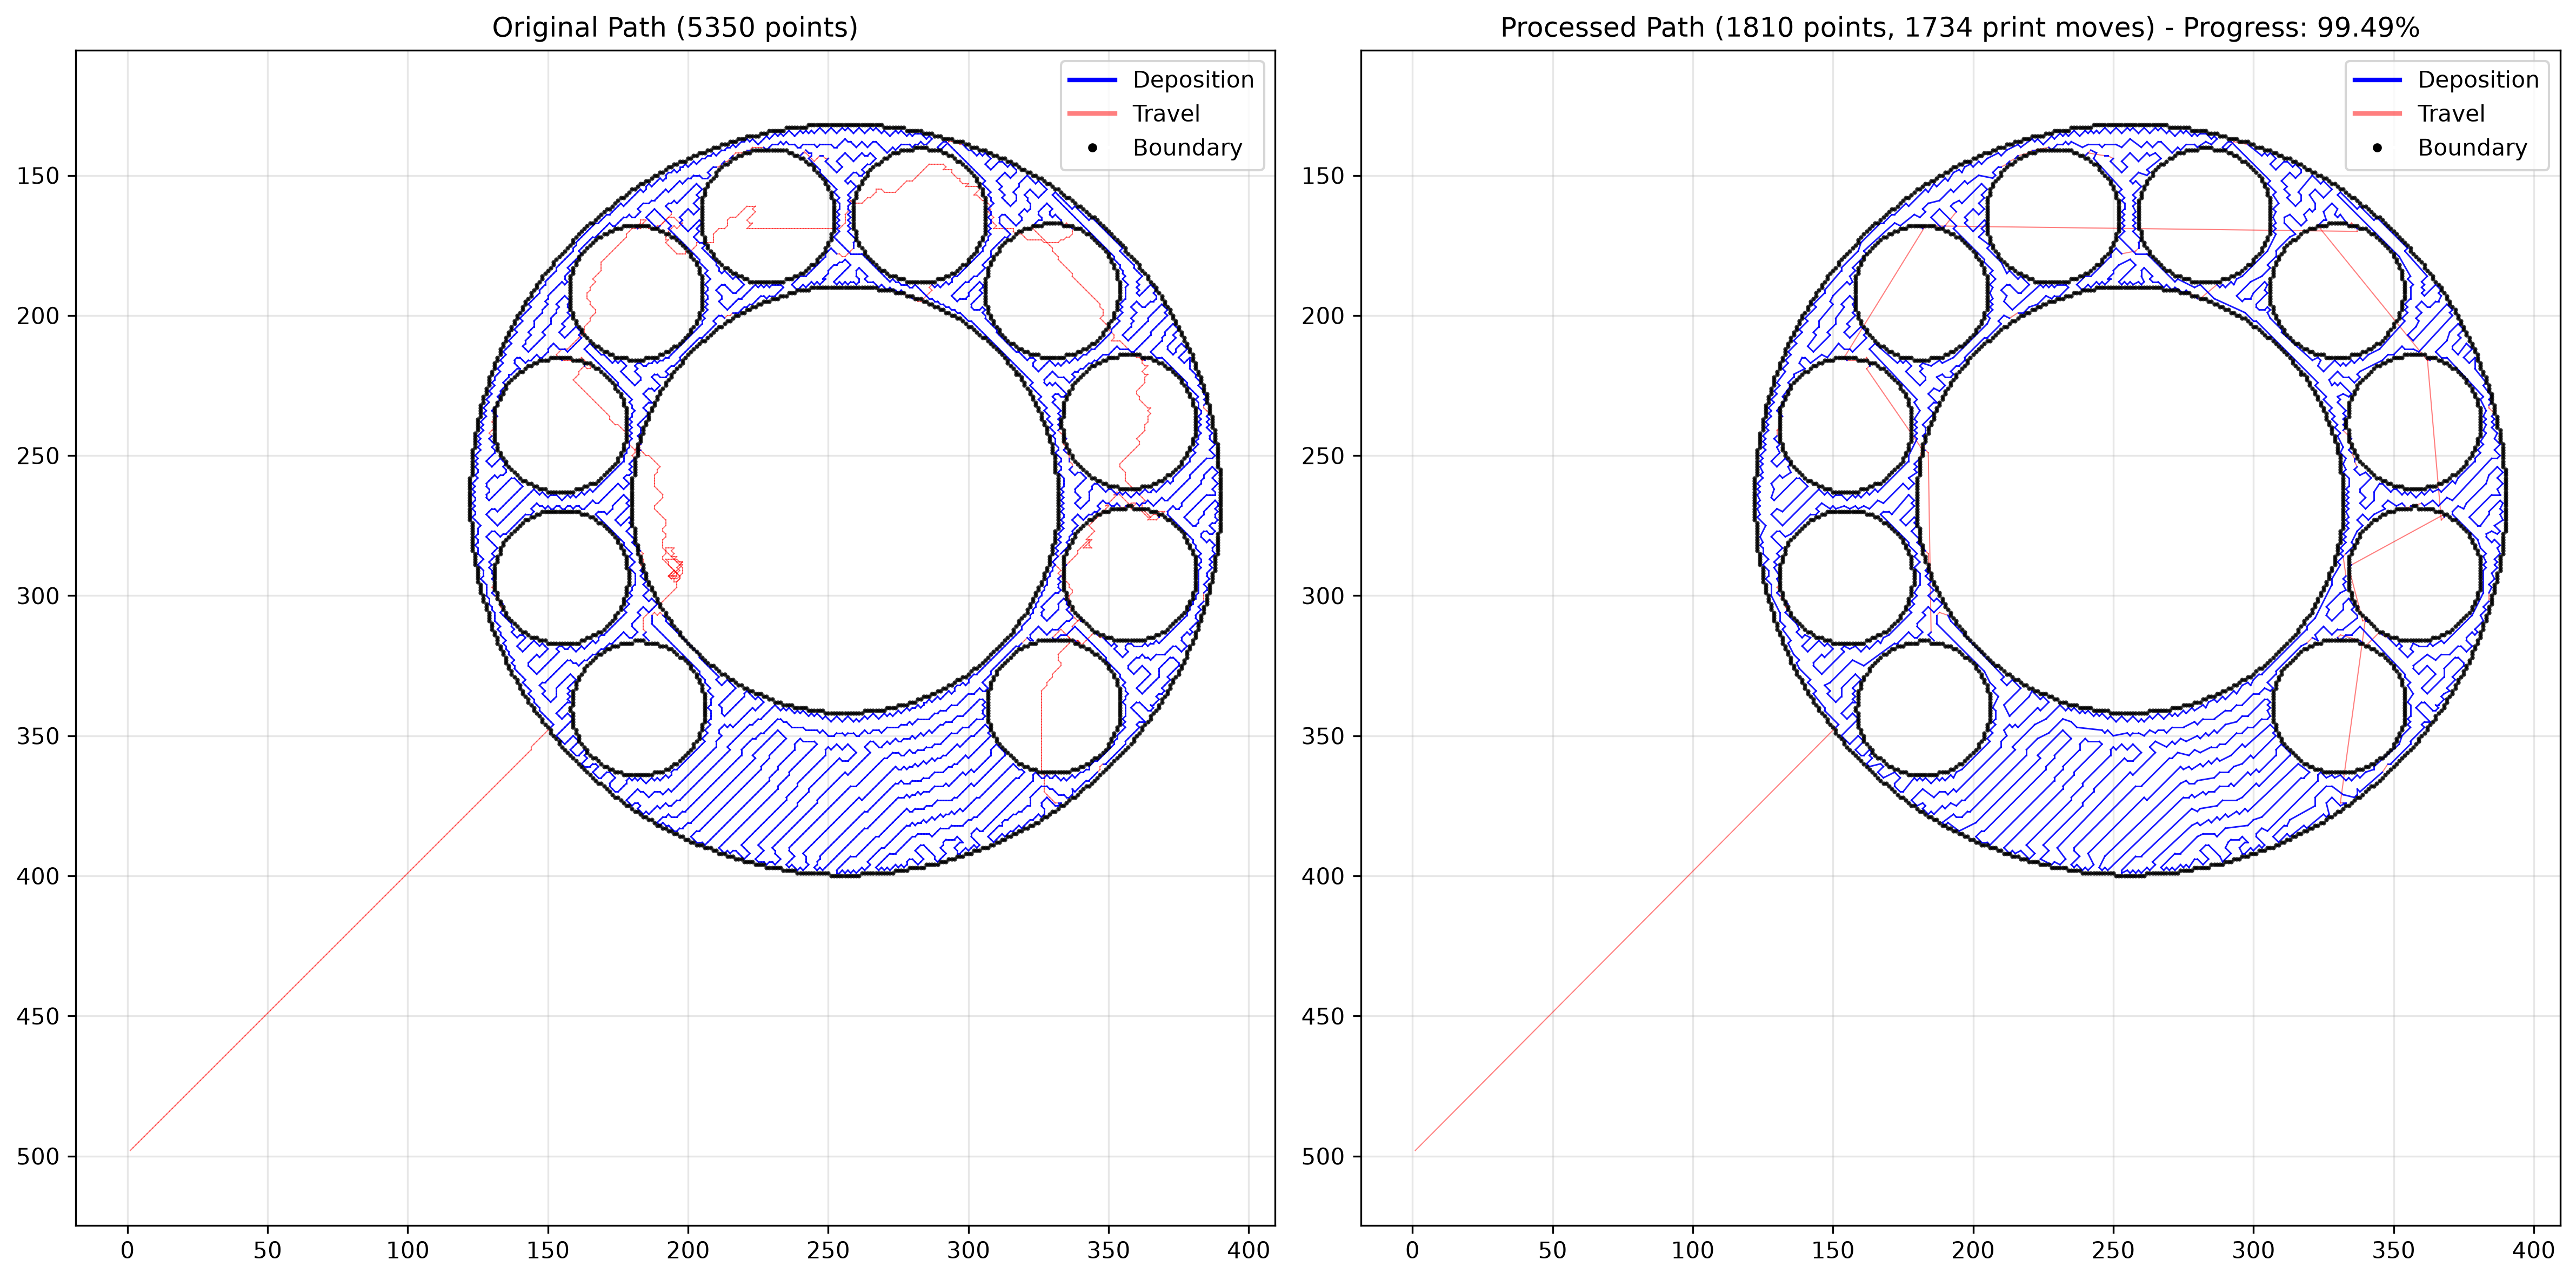 Original Path (5350 points)
Deposition
Travel
Boundary
150
200
250
300
350
400
450
500
0 50 100 150 200 250 300 350 400
Processed Path (1810 points, 1734 print moves) - Progress: 99.49%
Deposition
Travel
Boundary
150
200
250
300
350
400
450
500
0 50 100 150 200 250 300 350 400